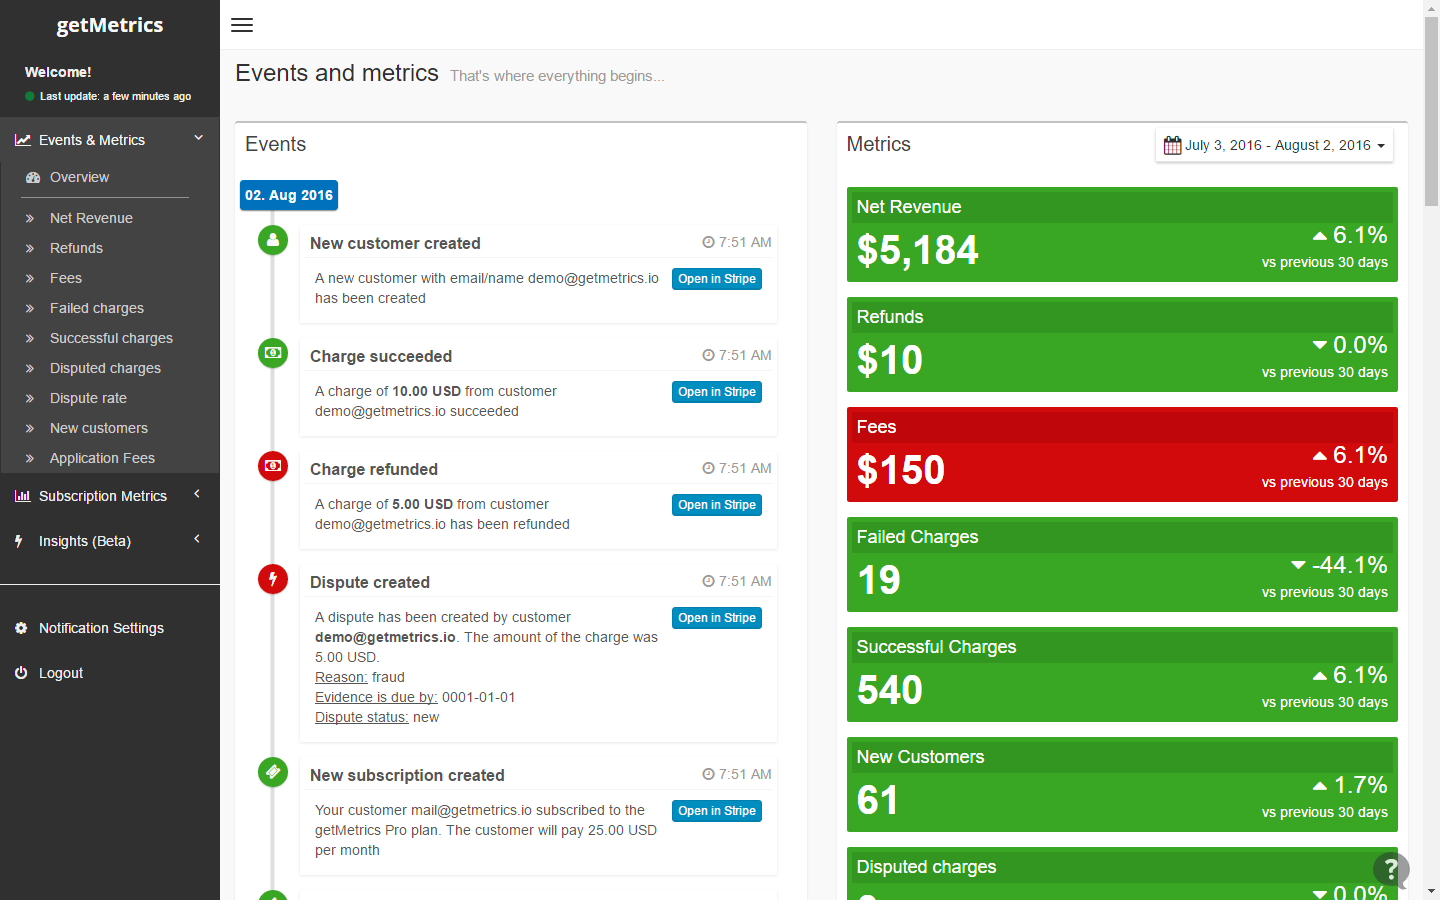 getMetrics
Welcome!
Last update: a few minutes ago
Events & Metrics
Overview
Net Revenue
Refunds
Fees
Failed charges
Successful charges
Disputed charges
Dispute rate
New customers
Application Fees
Subscription Metrics
Insights (Beta)
Notification Settings
Logout
Events and metrics That's where everything begins...
Events
02. Aug 2016
New customer created 7:51 AM
A new customer with email/name demo@getmetrics.io Open in Stripe
has been created
Charge succeeded 7:51 AM
A charge of 10.00 USD from customer Open in Stripe
demo@getmetrics.io succeeded
Charge refunded 7:51 AM
A charge of 5.00 USD from customer Open in Stripe
demo@getmetrics.io has been refunded
Dispute created 7:51 AM
A dispute has been created by customer Open in Stripe
demo@getmetrics.io. The amount of the charge was
5.00 USD.
Reason: fraud
Evidence is due by: 0001-01-01
Dispute status: new
New subscription created 7:51 AM
Your customer mail@getmetrics.io subscribed to the Open in Stripe
getMetrics Pro plan. The customer will pay 25.00 USD
per month
Metrics July 3, 2016 - August 2, 2016
Net Revenue
$5,184 6.1%
vs previous 30 days
Refunds
$10 0.0%
vs previous 30 days
Fees
$150 6.1%
vs previous 30 days
Failed Charges
19 -44.1%
vs previous 30 days
Successful Charges
540 6.1%
vs previous 30 days
New Customers
61 1.7%
vs previous 30 days
Disputed charges
0.0%
?